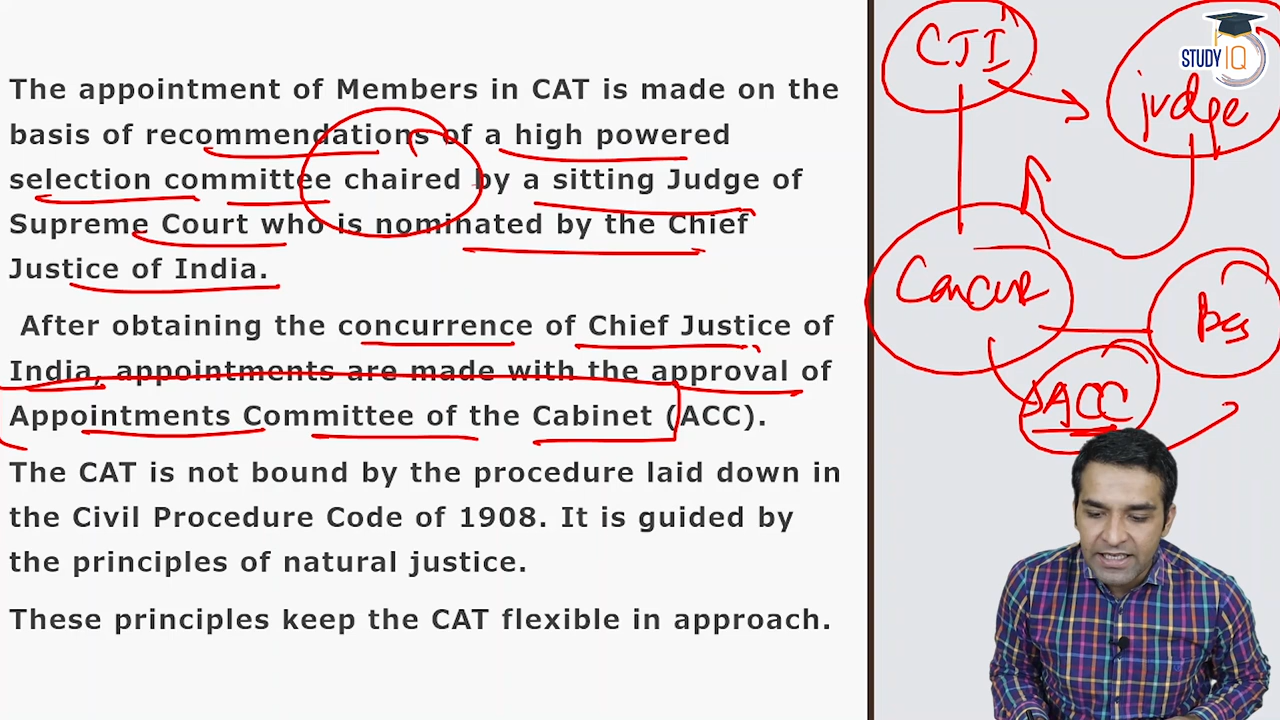 The appointment of Members in CAT is made on the
basis of recommendations of a high powered
selection committee chaired by a sitting Judge of
Supreme Court who is nominated by the Chief
Justice of India.
After obtaining the concurrence of Chief Justice of
India, appointments are made with the approval of
Appointments Committee of the Cabinet (ACC).
The CAT is not bound by the procedure laid down in
the Civil Procedure Code of 1908. It is guided by
the principles of natural justice.
These principles keep the CAT flexible in approach.
CJI
STUDY IQ
judge
Concur
ACC